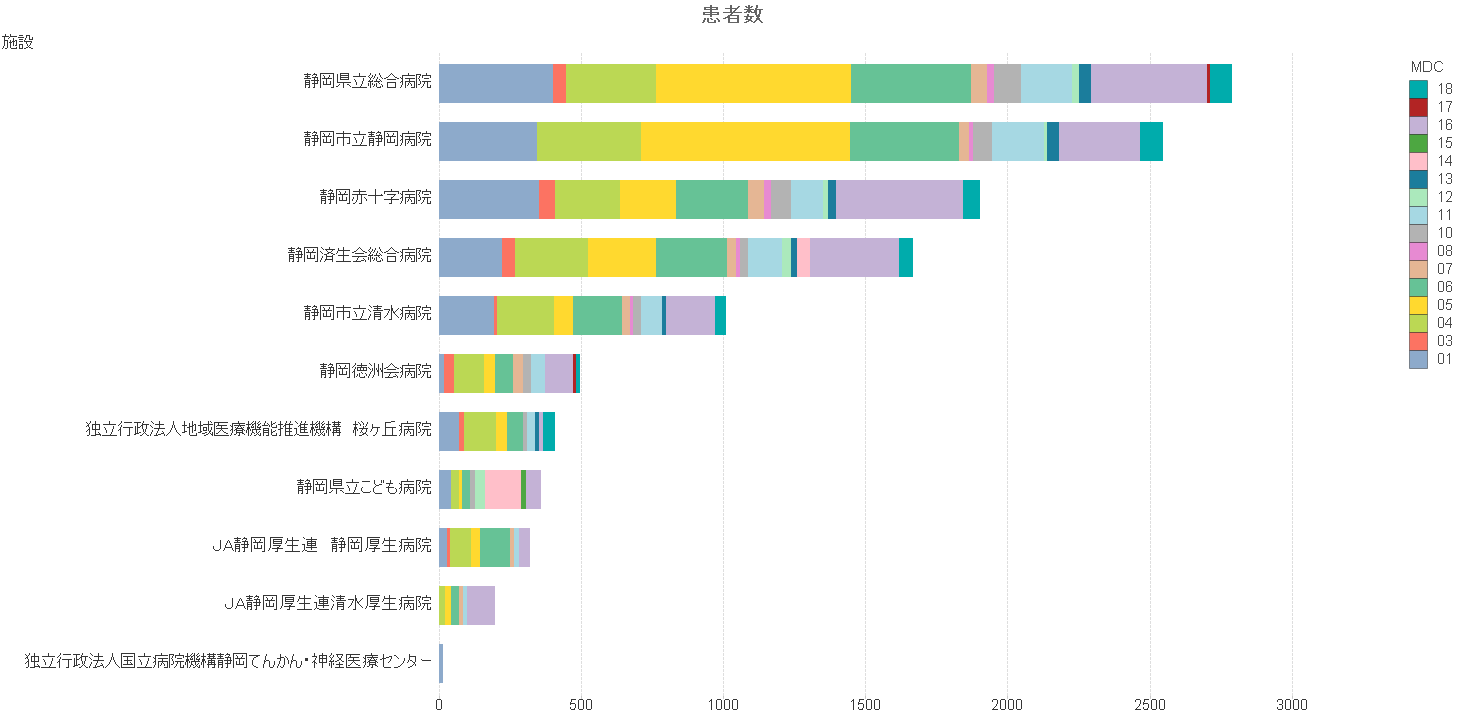 患者数
施設
静岡県立総合病院
静岡市立静岡病院
静岡赤十字病院
静岡済生会総合病院
静岡市立清水病院
静岡徳洲会病院
独立行政法人地域医療機能推進機構　桜ヶ丘病院
静岡県立こども病院
JA静岡厚生連　静岡厚生病院
JA静岡厚生連清水厚生病院
独立行政法人国立病院機構静岡てんかん・神経医療センター
0 500 1000 1500 2000 2500 3000
MDC
18
17
16
15
14
13
12
11
10
08
07
06
05
04
03
01